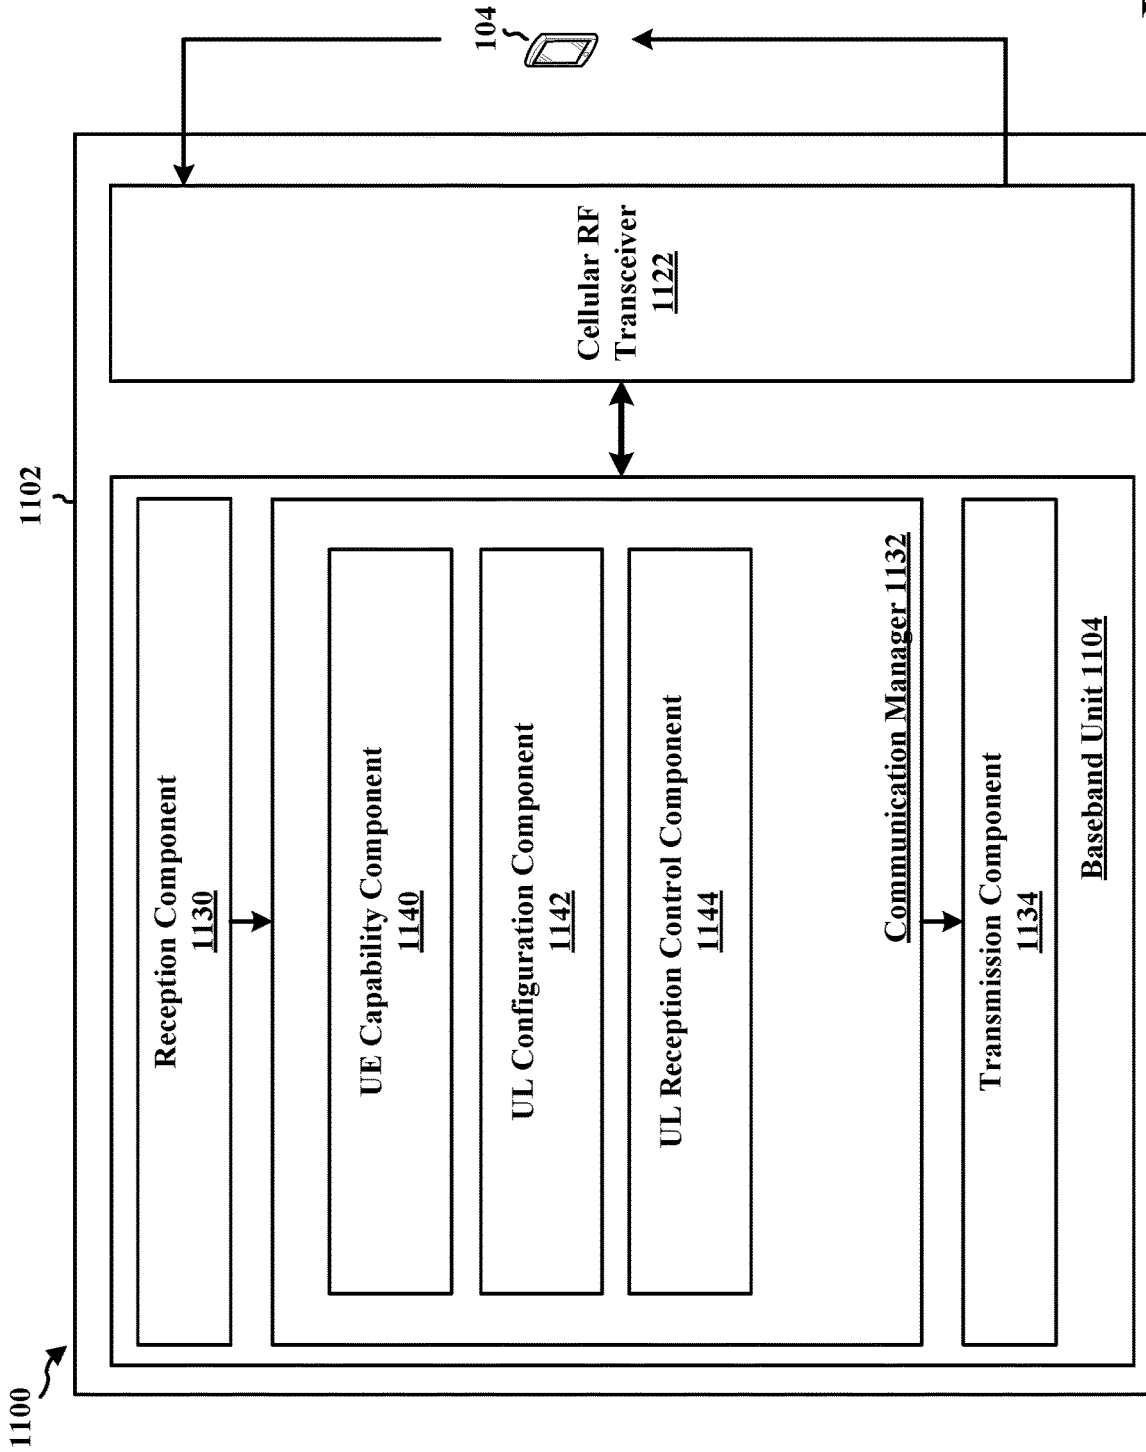 1100
1102
104
Cellular RF
Transceiver
1122
Reception Component
1130
UE Capability Component
1140
UL Configuration Component
1142
UL Reception Control Component
1144
Communication Manager 1132
Transmission Component
1134
Baseband Unit 1104